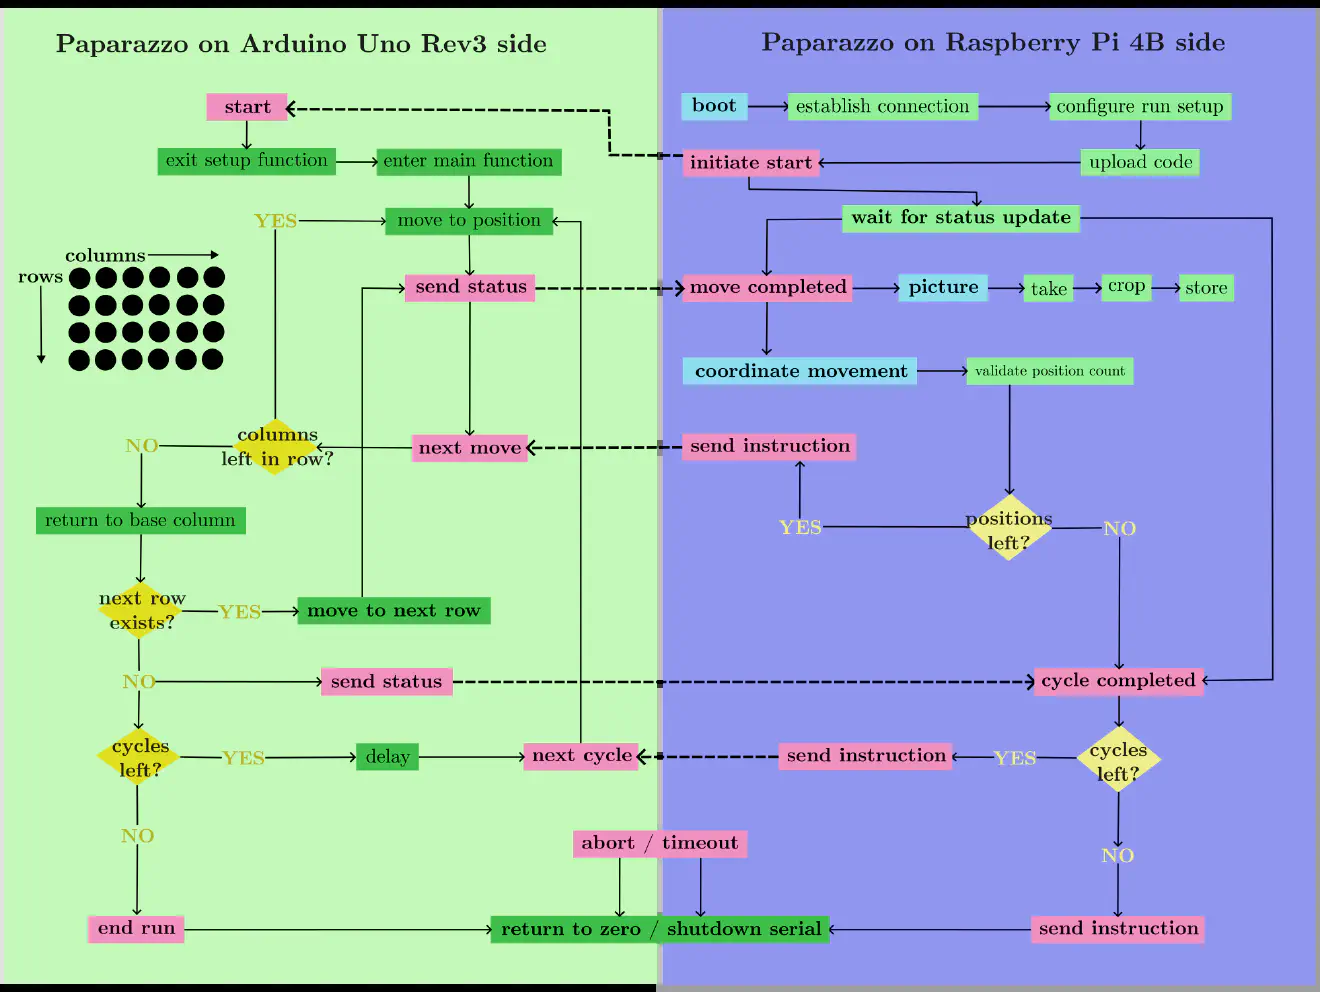 Paparazzo on Arduino Uno Rev3 side
start
exit setup function
enter main function
YES
move to position
columns
rows
send status
columns
left in row?
NO
next move
return to base column
next row
exists?
YES
move to next row
NO
send status
cycles
left?
YES
delay
next cycle
NO
end run
Paparazzo on Raspberry Pi 4B side
boot
establish connection
configure run setup
initiate start
upload code
wait for status update
move completed
picture
take
crop
store
coordinate movement
validate position count
send instruction
YES
positions
left?
NO
cycle completed
send instruction
YES
cycles
left?
NO
abort / timeout
return to zero / shutdown serial
send instruction